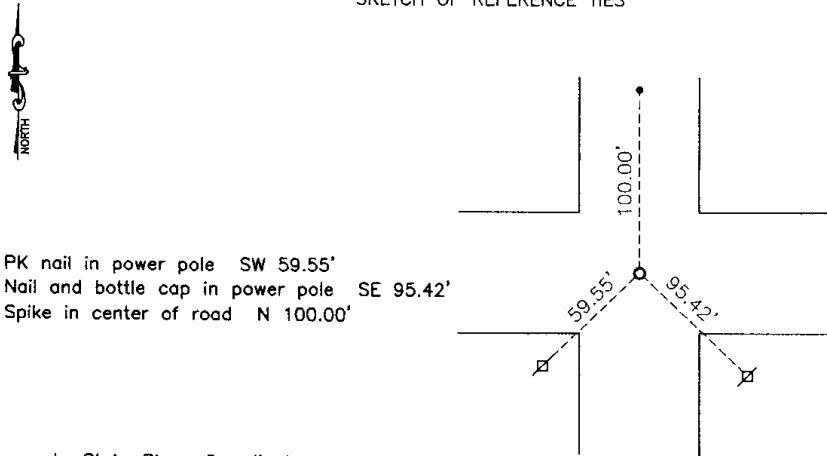 SKETCH OF REFERENCE TIES
NORTH
100.00'
59.55'
95.42'
PK nail in power pole SW 59.55'
Nail and bottle cap in power pole SE 95.42'
Spike in center of road N 100.00'